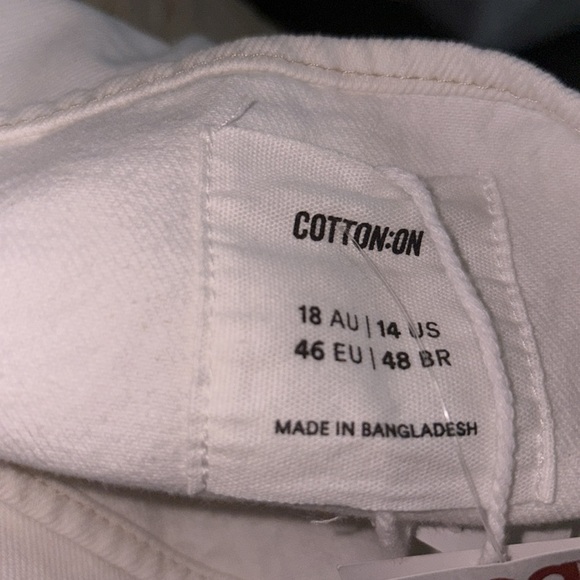 COTTON:ON
18 AU | 14 US
46 EU | 48 BR
MADE IN BANGLADESH